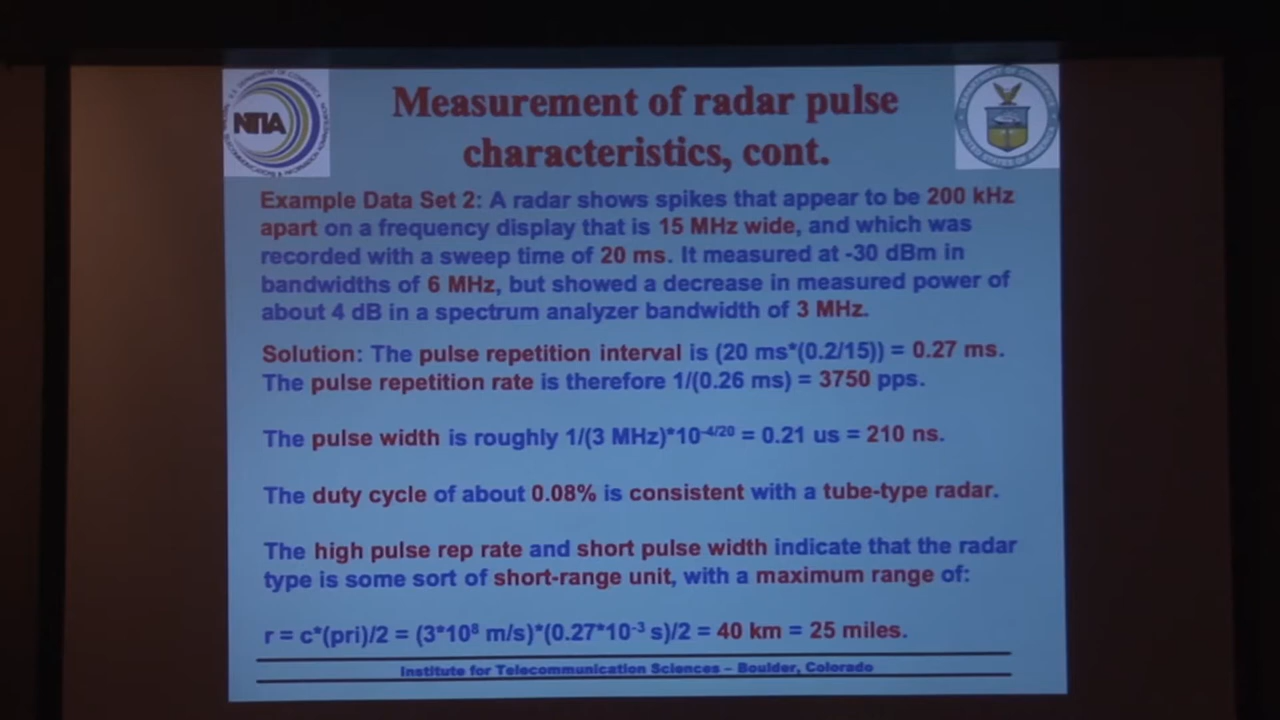 NTIA
Measurement of radar pulse
characteristics, cont.
Example Data Set 2: A radar shows spikes that appear to be 200 kHz
apart on a frequency display that is 15 MHz wide, and which was
recorded with a sweep time of 20 ms. It measured at -30 dBm in
bandwidths of 6 MHz, but showed a decrease in measured power of
about 4 dB in a spectrum analyzer bandwidth of 3 MHz.
Solution: The pulse repetition interval is (20 ms*(0.2/15)) = 0.27 ms.
The pulse repetition rate is therefore 1/(0.26 ms) = 3750 pps.
The pulse width is roughly 1/(3 MHz)*10⁻⁴/²⁰ = 0.21 us = 210 ns.
The duty cycle of about 0.08% is consistent with a tube-type radar.
The high pulse rep rate and short pulse width indicate that the radar
type is some sort of short-range unit, with a maximum range of:
r = c*(pri)/2 = (3*10⁸ m/s)*(0.27*10⁻³ s)/2 = 40 km = 25 miles.
Institute for Telecommunication Sciences – Boulder, Colorado